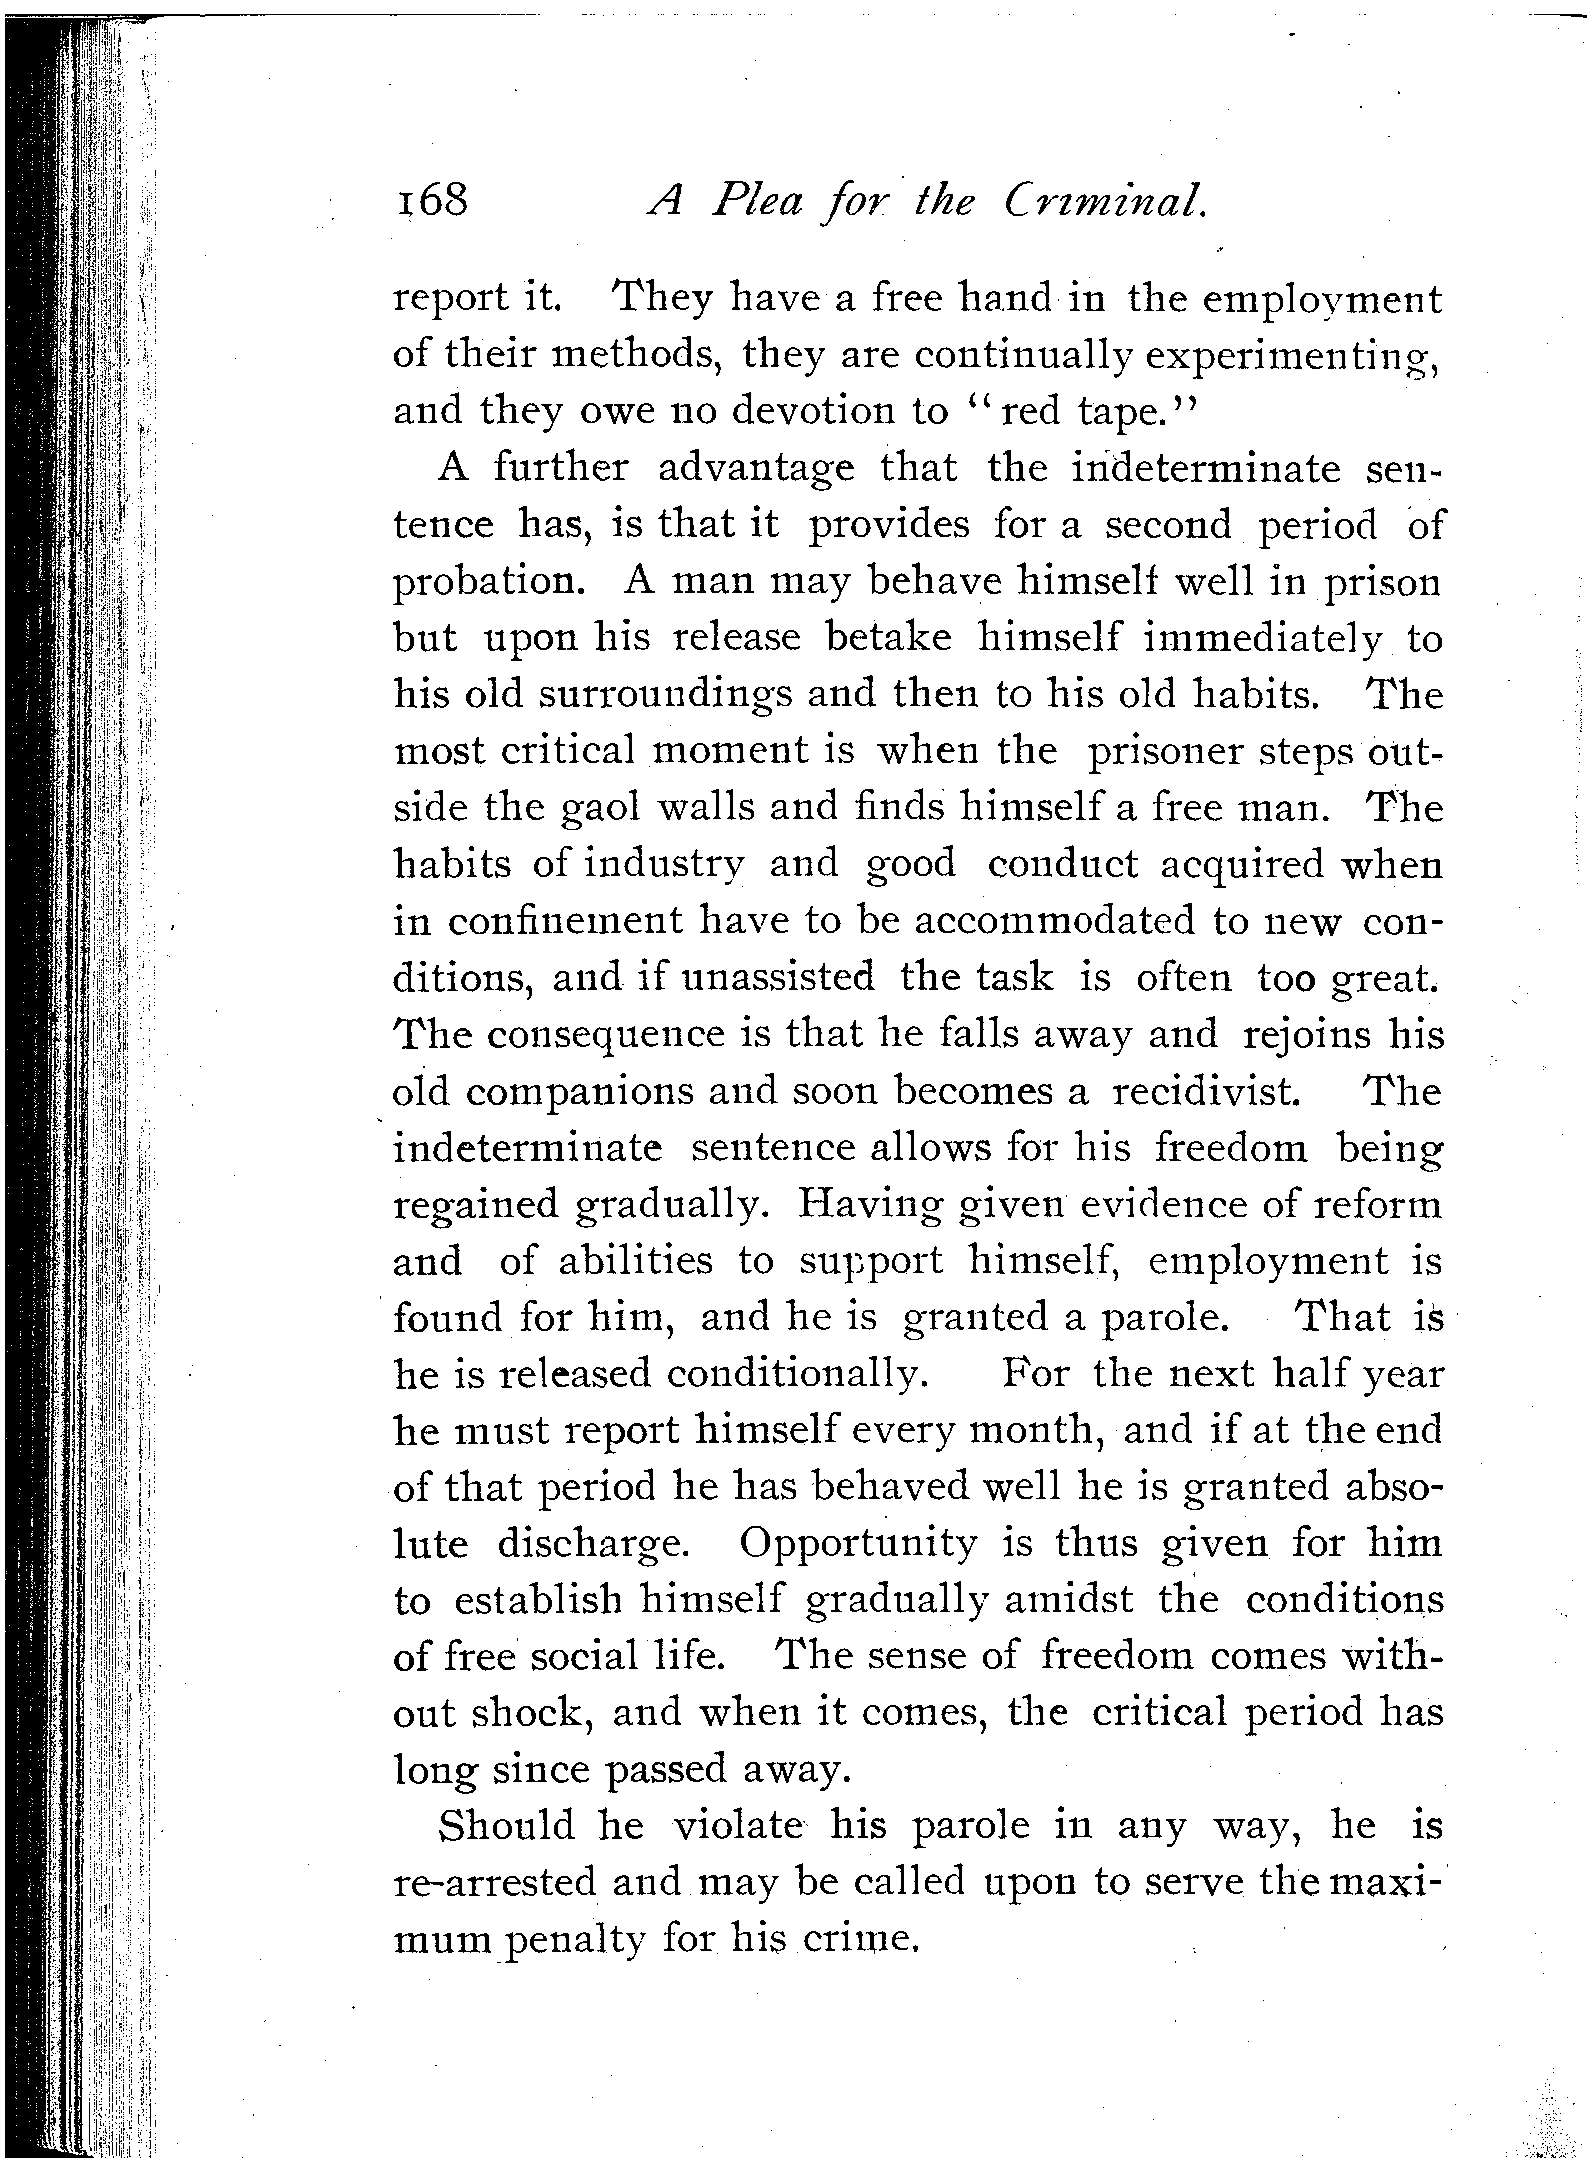 168 A Plea for the Criminal.
report it. They have a free hand in the employment
of their methods, they are continually experimenting,
and they owe no devotion to "red tape."
A further advantage that the indeterminate sen-
tence has, is that it provides for a second period of
probation. A man may behave himself well in prison
but upon his release betake himself immediately to
his old surroundings and then to his old habits. The
most critical moment is when the prisoner steps out-
side the gaol walls and finds himself a free man. The
habits of industry and good conduct acquired when
in confinement have to be accommodated to new con-
ditions, and if unassisted the task is often too great.
The consequence is that he falls away and rejoins his
old companions and soon becomes a recidivist. The
indeterminate sentence allows for his freedom being
regained gradually. Having given evidence of reform
and of abilities to support himself, employment is
found for him, and he is granted a parole. That is
he is released conditionally. For the next half year
he must report himself every month, and if at the end
of that period he has behaved well he is granted abso-
lute discharge. Opportunity is thus given for him
to establish himself gradually amidst the conditions
of free social life. The sense of freedom comes with-
out shock, and when it comes, the critical period has
long since passed away.
Should he violate his parole in any way, he is
re-arrested and may be called upon to serve the maxi-
mum penalty for his crime.